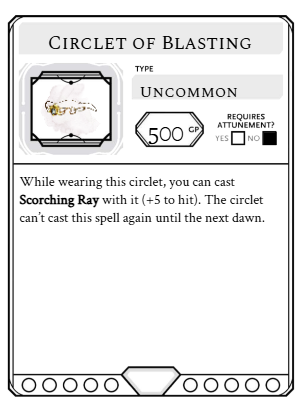 Circlet of Blasting
TYPE
Uncommon
500 GP
REQUIRES
ATTUNEMENT?
YES NO
While wearing this circlet, you can cast
Scorching Ray with it (+5 to hit). The circlet
can't cast this spell again until the next dawn.